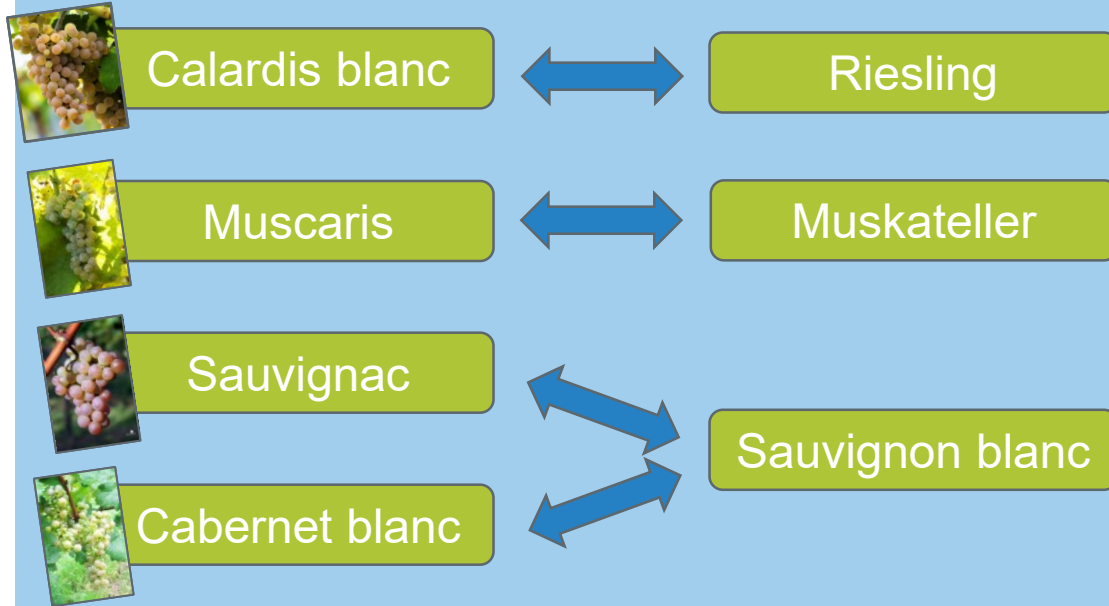 Calardis blanc
Riesling
Muscaris
Muskateller
Sauvignac
Sauvignon blanc
Cabernet blanc